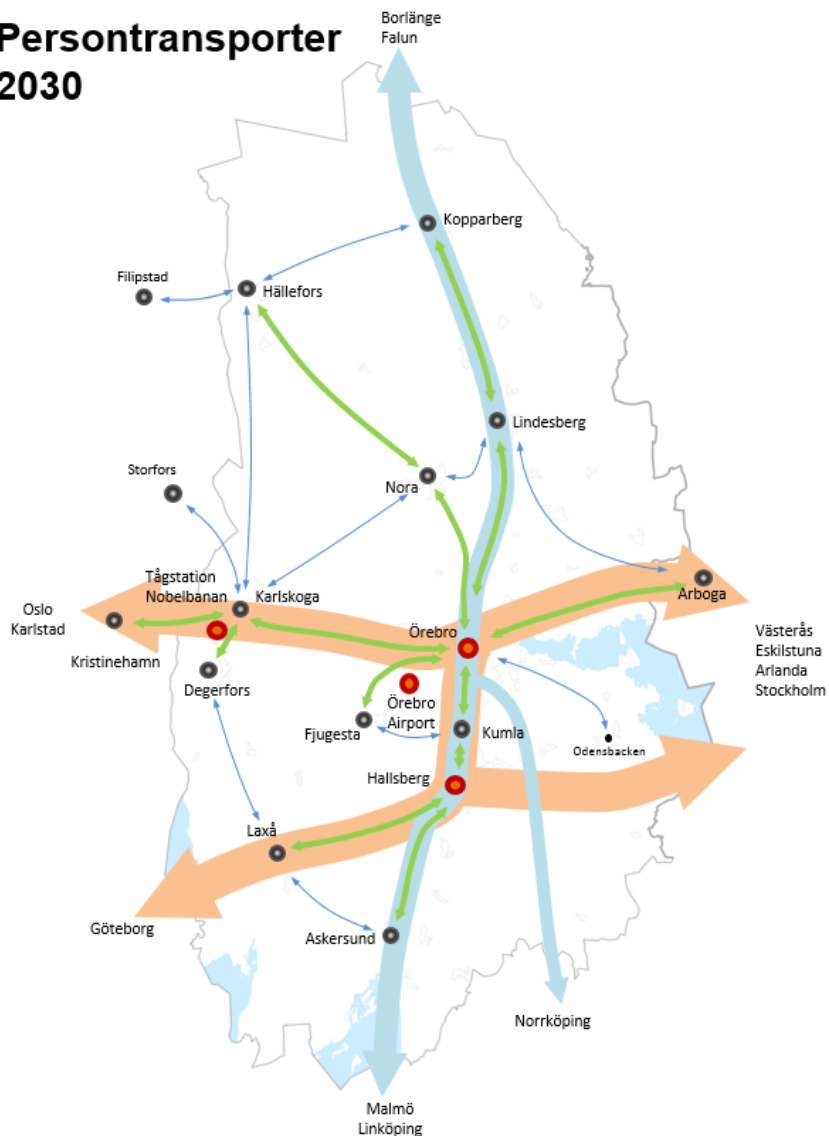 Persontransporter
2030
Borlänge
Falun
Kopparberg
Filipstad
Hällefors
Lindesberg
Storfors
Nora
Tågstation
Nobelbanan
Karlskoga
Arboga
Oslo
Karlstad
Örebro
Västerås
Eskilstuna
Arlanda
Stockholm
Kristinehamn
Degerfors
Örebro
Airport
Fjugesta
Kumla
Odensbacken
Hallsberg
Laxå
Göteborg
Askersund
Norrköping
Malmö
Linköping